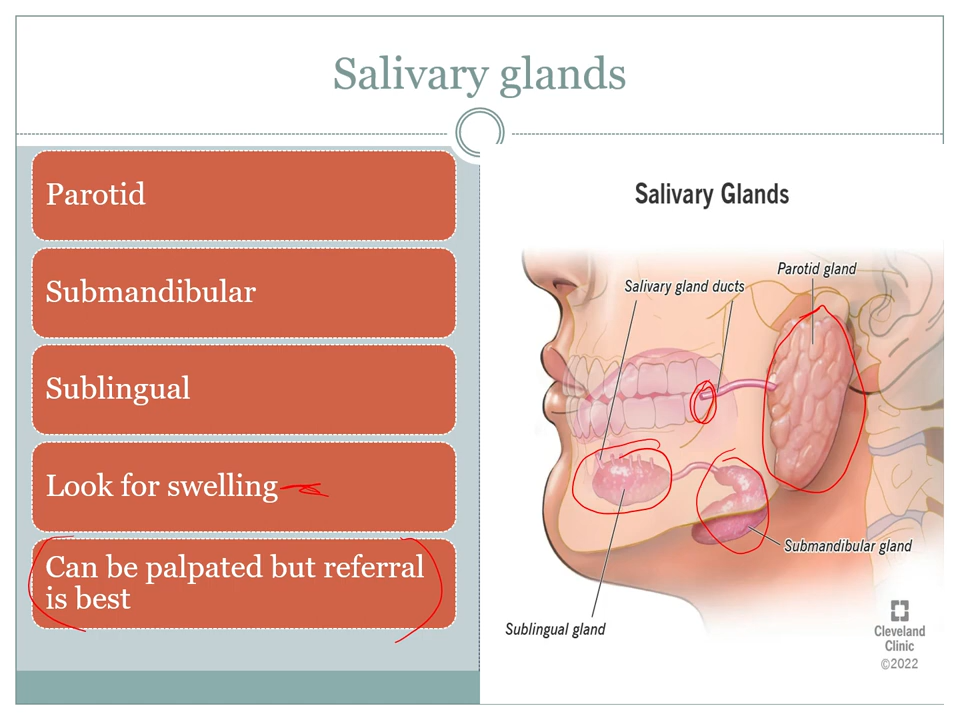 Salivary glands
Parotid
Submandibular
Sublingual
Look for swelling
Can be palpated but referral
is best
Salivary Glands
Parotid gland
Salivary gland ducts
Submandibular gland
Sublingual gland
Cleveland
Clinic
©2022